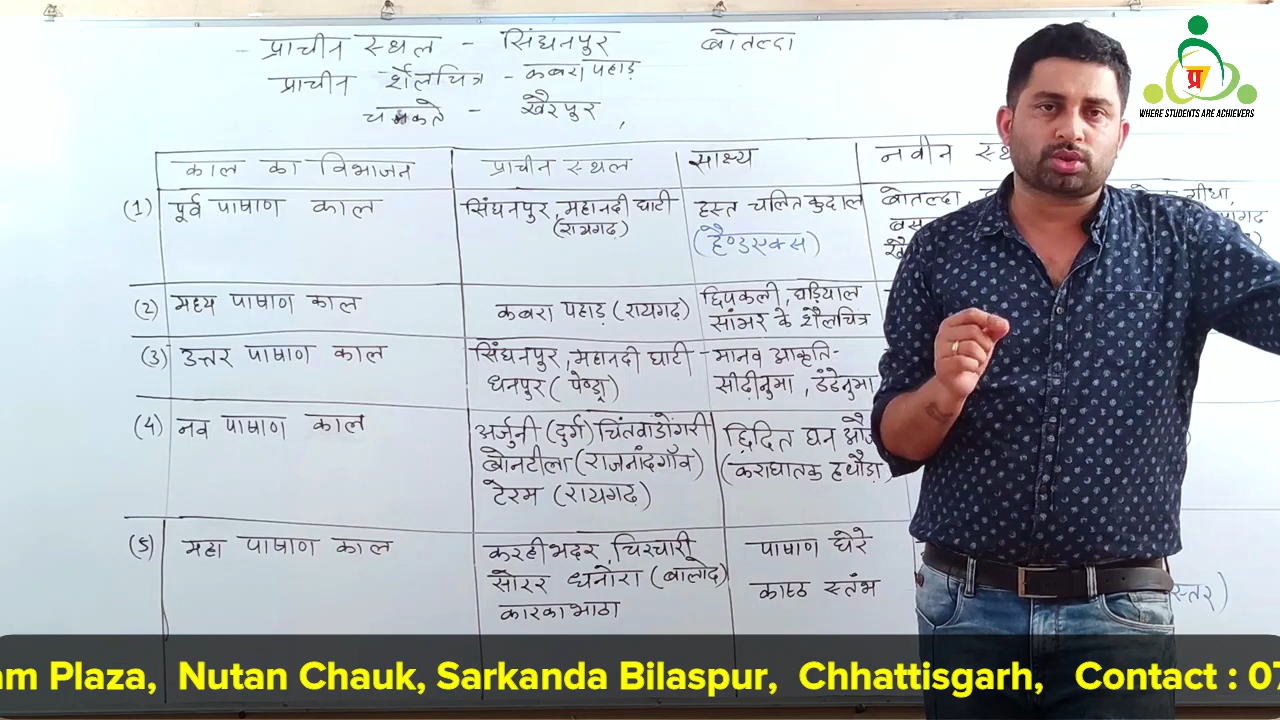 - प्राचीन स्थल - सिंघनपुर बोतल्दा
प्राचीन शैलचित्र - कबरा पहाड़
चमकते - खैरपुर,
काल का विभाजन प्राचीन स्थल साक्ष्य नवीन
(1) पूर्व पाषाण काल सिंघनपुर, महानदी घाटी हस्त चलित कुदाल बोतल्दा,
(रायगढ़) (हैण्डएक्स)
(2) मध्य पाषाण काल कबरा पहाड़ (रायगढ़) छिपकली, घड़ियाल
सांभर के शैलचित्र
(3) उत्तर पाषाण काल सिंघनपुर, महानदी घाटी - मानव आकृति-
धनपुर (पेण्ड्रा) सीढ़ीनुमा, डंडेनुमा
(4) नव पाषाण काल अर्जुनी (दुर्ग) चितवाडोंगरी छिद्रित घन
बोनटीला (राजनांदगाँव) (कराघातक हथौड़ा)
टेरम (रायगढ़)
(5) महा पाषाण काल करहीभदर, चिरचारी पाषाण घेरे
सोरर धनोरा (बालोद) काष्ठ स्तंभ
कारकाभाठा
प्र
WHERE STUDENTS ARE ACHIEVERS
Plaza, Nutan Chauk, Sarkanda Bilaspur, Chhattisgarh, Contact : 07